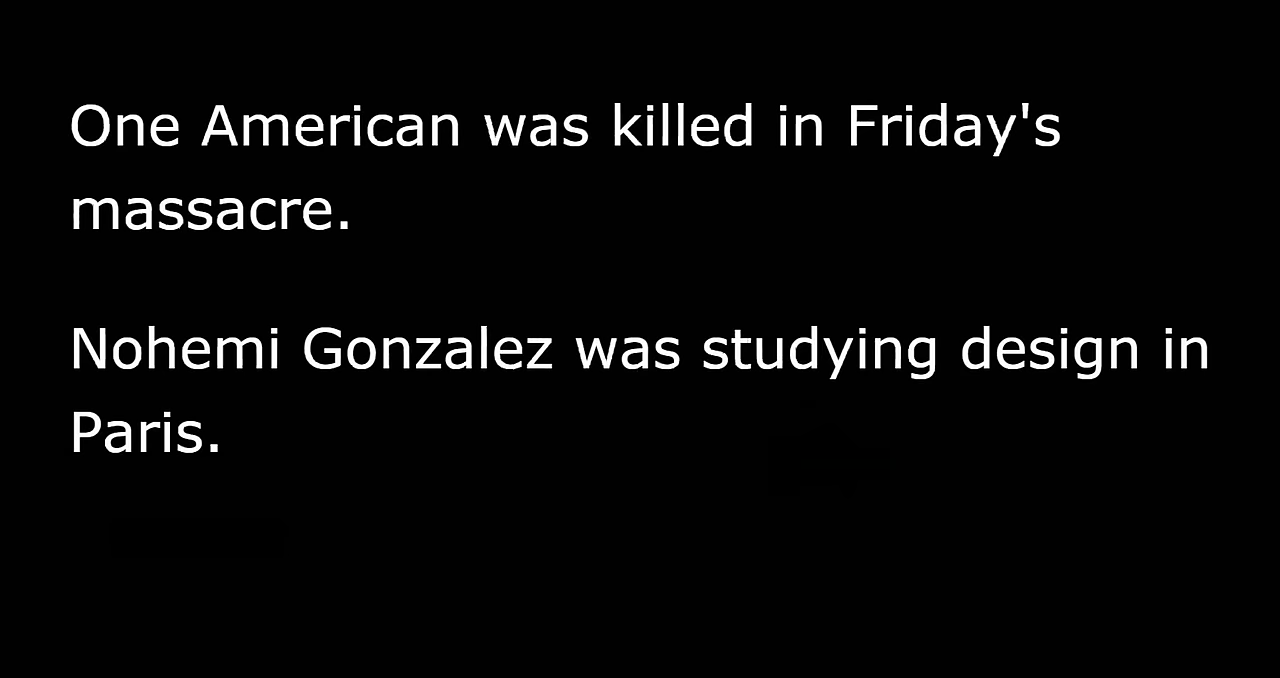 One American was killed in Friday's
massacre.
Nohemi Gonzalez was studying design in
Paris.